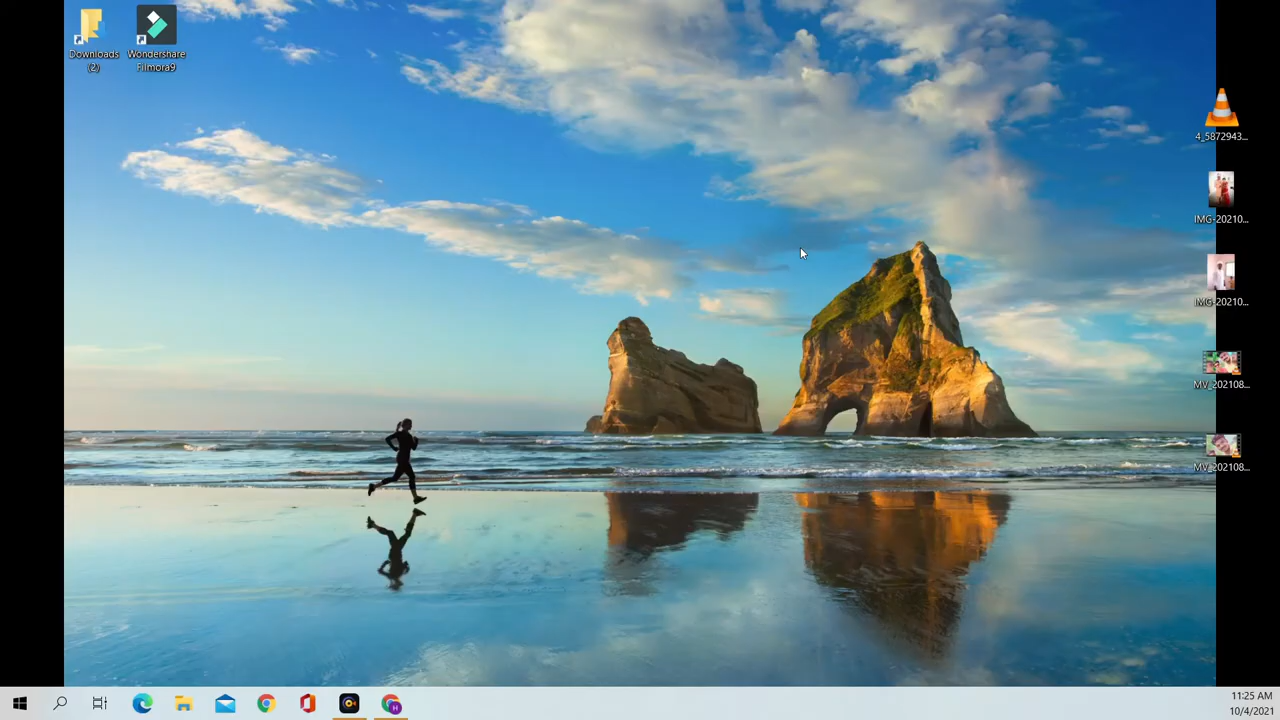 Downloads
(2)
Wondershare
Filmora9
4_5872943...
IMG-20210...
IMG-20210...
MV_202108...
MV_202108...
H
11:25 AM
10/4/2021